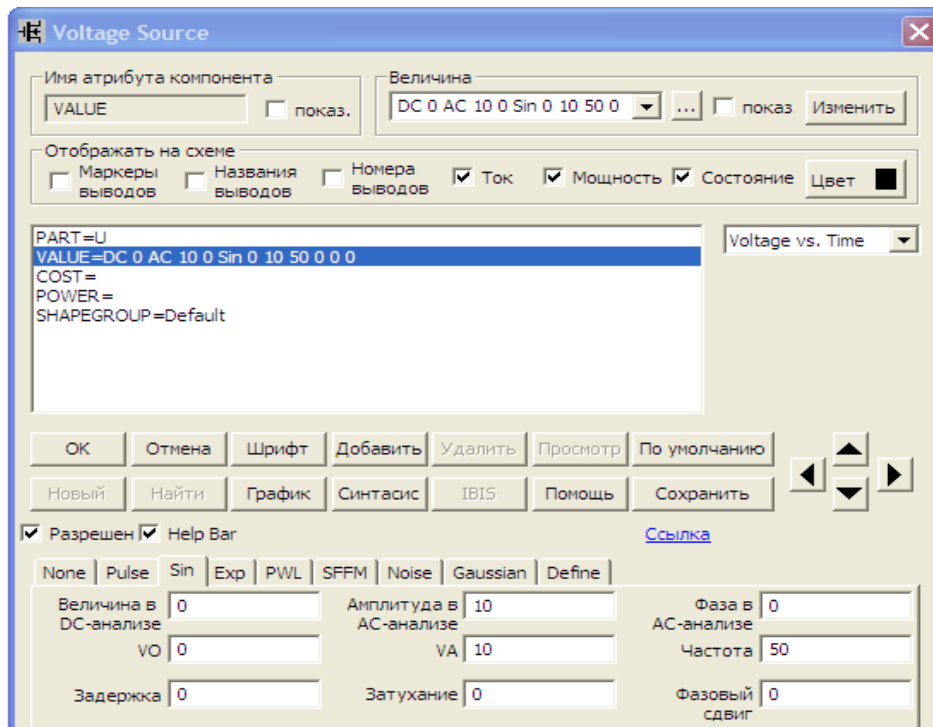 Voltage Source
Имя атрибута компонента
Величина
VALUE
показ.
DC 0 AC 10 0 Sin 0 10 50 0
...
показ
Изменить
Отображать на схеме
Маркеры
выводов
Названия
выводов
Номера
выводов
Ток
Мощность
Состояние
Цвет
PART=U
VALUE=DC 0 AC 10 0 Sin 0 10 50 0 0 0
COST=
POWER=
SHAPEGROUP=Default
Voltage vs. Time
OK Отмена Шрифт Добавить Удалить Просмотр По умолчанию
Новый Найти График Синтасис IBIS Помощь Сохранить
Разрешен Help Bar Ссылка
None Pulse Sin Exp PWL SFFM Noise Gaussian Define
Величина в
DC-анализе
0
Амплитуда в
AC-анализе
10
Фаза в
AC-анализе
0
VO 0 VA 10 Частота 50
Задержка 0 Затухание 0 Фазовый
сдвиг
0